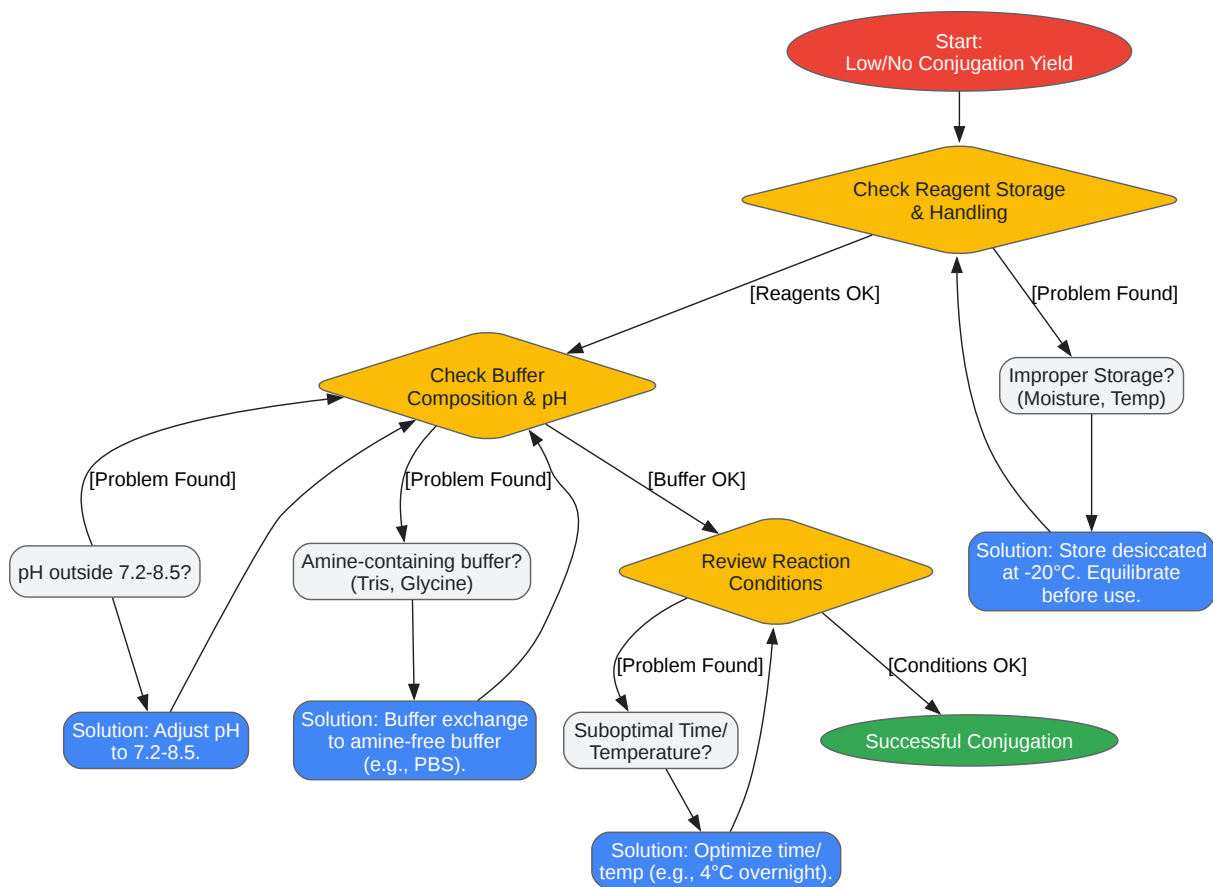 Start:
Low/No Conjugation Yield
Check Reagent Storage
& Handling
[Reagents OK]
[Problem Found]
Check Buffer
Composition & pH
Improper Storage?
(Moisture, Temp)
[Problem Found]
[Problem Found]
[Buffer OK]
pH outside 7.2-8.5?
Amine-containing buffer?
(Tris, Glycine)
Review Reaction
Conditions
Solution: Store desiccated
at -20°C. Equilibrate
before use.
[Problem Found]
[Conditions OK]
Solution: Adjust pH
to 7.2-8.5.
Solution: Buffer exchange
to amine-free buffer
(e.g., PBS).
Suboptimal Time/
Temperature?
Successful Conjugation
Solution: Optimize time/
temp (e.g., 4°C overnight).